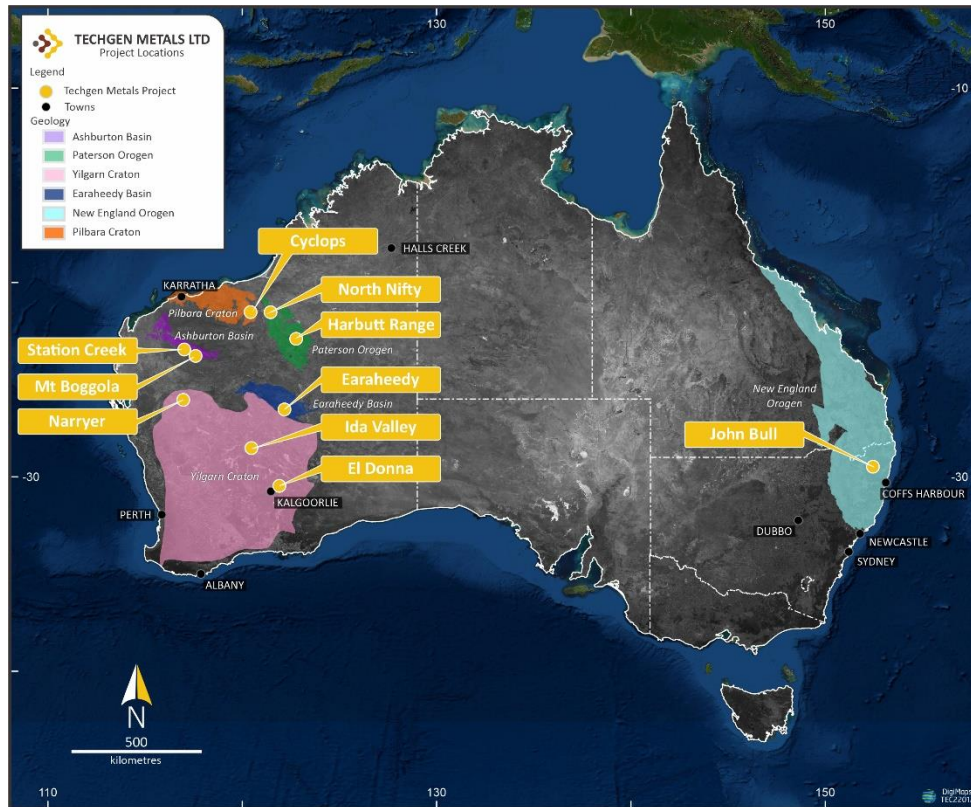 TECHGEN METALS LTD
Project Locations
Legend
Techgen Metals Project
Towns
Geology
Ashburton Basin
Paterson Orogen
Yilgarn Craton
Earaheedy Basin
New England Orogen
Pilbara Craton
130
150
-10
-10
Cyclops
HALLS CREEK
KARRATHA
North Nifty
Pilbara Craton
Harbutt Range
Ashburton Basin
Station Creek
Paterson Orogen
Mt Boggola
Earaheedy
New England
Orogen
Narryer
Earaheedy Basin
Ida Valley
John Bull
El Donna
Yilgarn Craton
-30
-30
KALGOORLIE
COFFS HARBOUR
PERTH
DUBBO
NEWCASTLE
SYDNEY
ALBANY
N
500
kilometres
110
130
150
DigiMaps